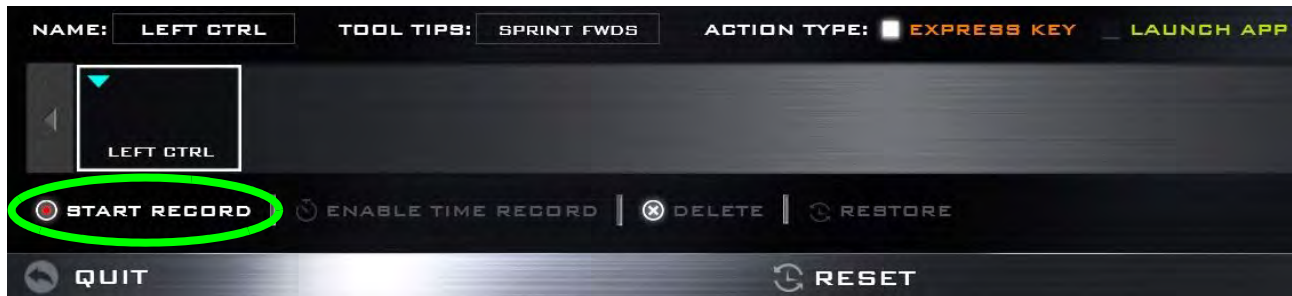 NAME: LEFT CTRL TOOL TIPS: SPRINT FWDS ACTION TYPE: EXPRESS KEY LAUNCH APP
LEFT CTRL
START RECORD ENABLE TIME RECORD DELETE RESTORE
QUIT RESET